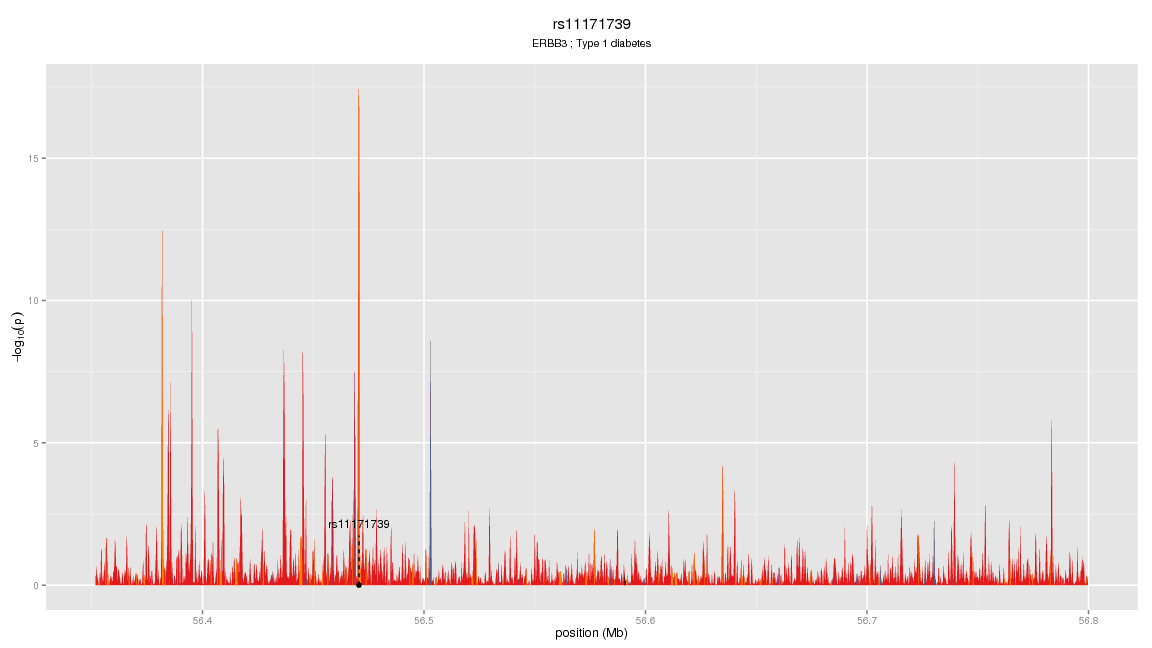 rs11171739
ERBB3 ; Type 1 diabetes
15
10
5
0
−log10(p)
rs11171739
56.4 56.5 56.6 56.7 56.8
position (Mb)